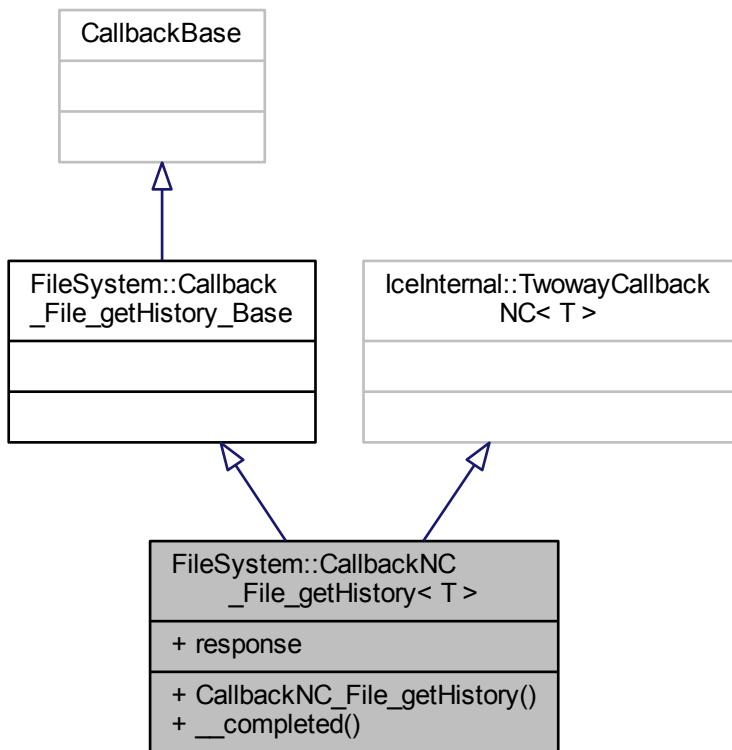 CallbackBase
FileSystem::Callback
_File_getHistory_Base
IceInternal::TwowayCallback
NC< T >
FileSystem::CallbackNC
_File_getHistory< T >
+ response
+ CallbackNC_File_getHistory()
+ __completed()